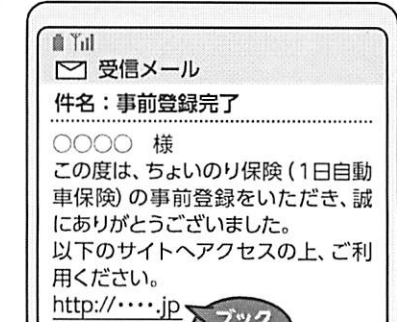 受信メール
件名：事前登録完了
○○○○ 様
この度は、ちょいのり保険（1日自動
車保険）の事前登録をいただき、誠
にありがとうございました。
以下のサイトへアクセスの上、ご利
用ください。
http://‥‥.jp
ブック